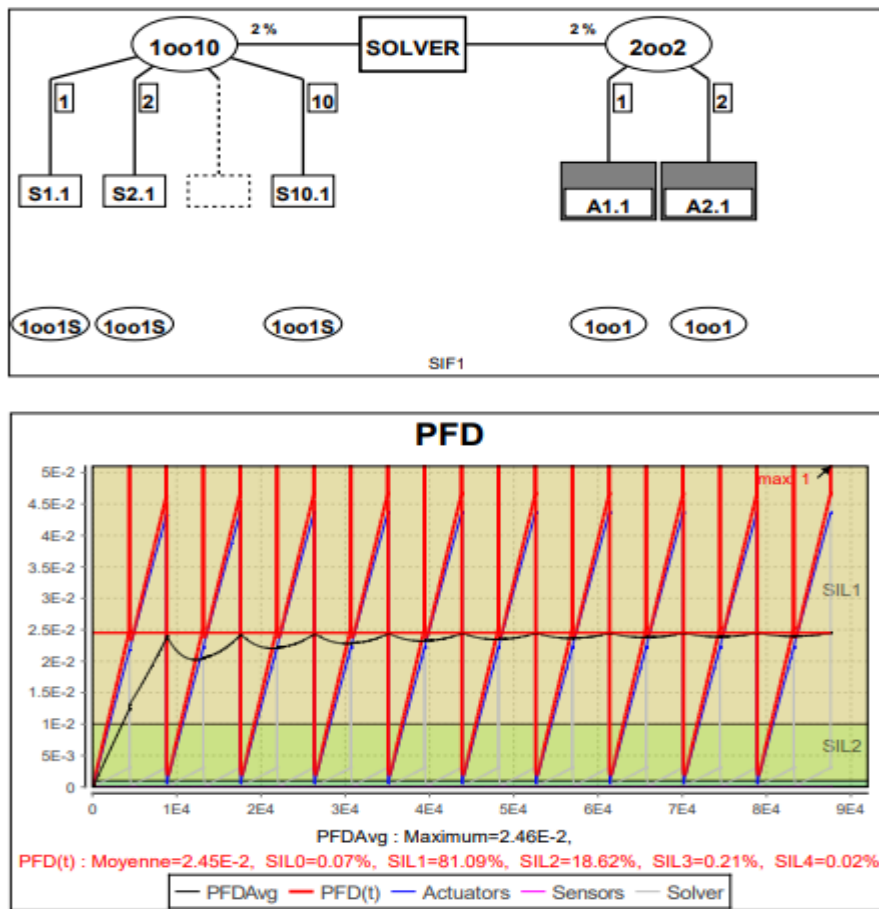 1oo10 2% SOLVER 2% 2oo2
1 2 10 1 2
S1.1 S2.1 S10.1 A1.1 A2.1
1oo1S 1oo1S 1oo1S 1oo1 1oo1
SIF1
PFD
5E-2
max: 1
4.5E-2
4E-2
3.5E-2
3E-2
SIL1
2.5E-2
2E-2
1.5E-2
1E-2
SIL2
5E-3
0
0 1E4 2E4 3E4 4E4 5E4 6E4 7E4 8E4 9E4
PFDAvg : Maximum=2.46E-2,
PFD(t) : Moyenne=2.45E-2, SIL0=0.07%, SIL1=81.09%, SIL2=18.62%, SIL3=0.21%, SIL4=0.02%
PFDAvg PFD(t) Actuators Sensors Solver